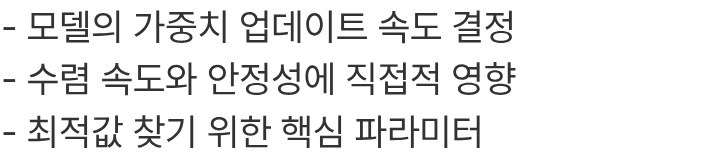 - 모델의 가중치 업데이트 속도 결정
- 수렴 속도와 안정성에 직접적 영향
- 최적값 찾기 위한 핵심 파라미터